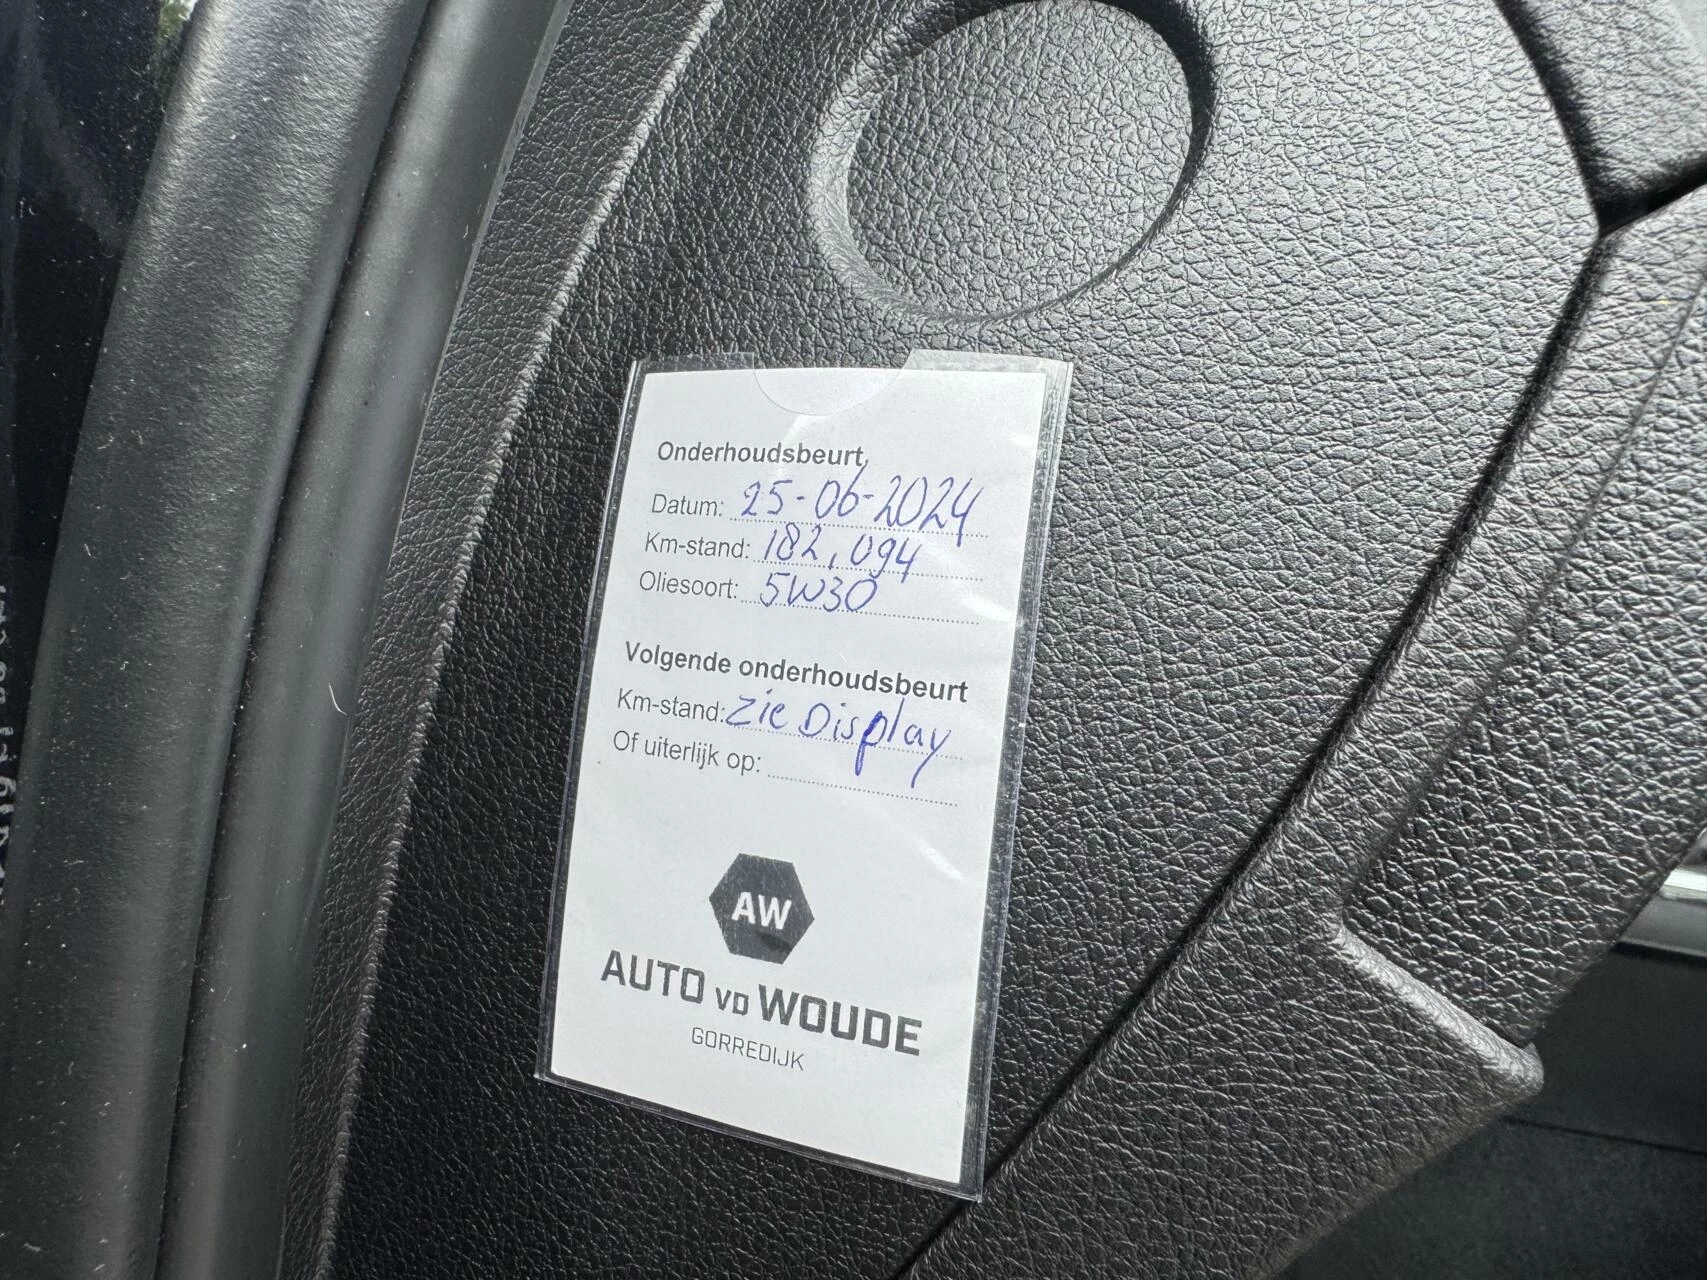 Onderhoudsbeurt
Datum: 25-06-2024
Km-stand: 182,094
Oliesoort: 5W30
Volgende onderhoudsbeurt
Km-stand: Zie Display
Of uiterlijk op:
AW
AUTO VD WOUDE
GORREDIJK